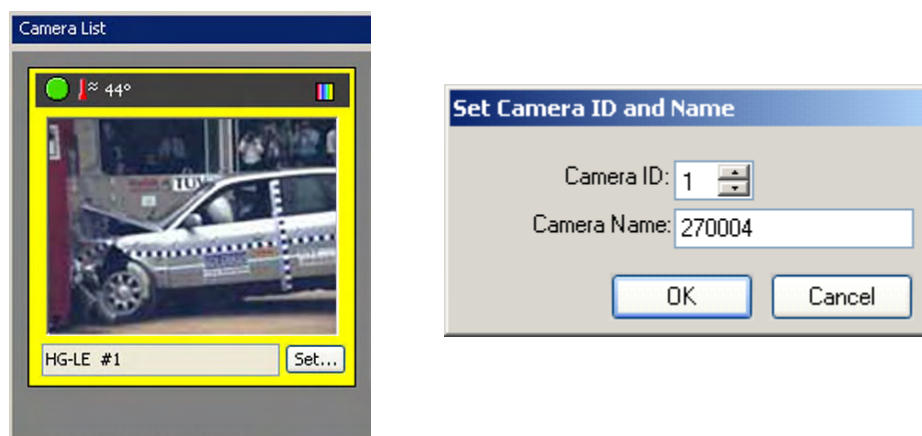 Camera List
≈ 44°
TUV
HG-LE #1
Set...
Set Camera ID and Name
Camera ID: 1
Camera Name: 270004
OK
Cancel